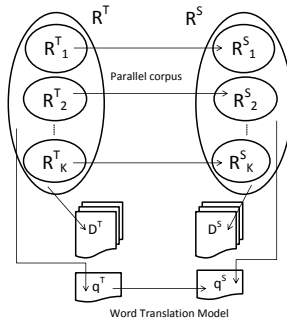 R^T R^S
R^T_1 R^S_1
Parallel corpus
R^T_2 R^S_2
R^T_K R^S_K
D^T D^S
q^T q^S
Word Translation Model